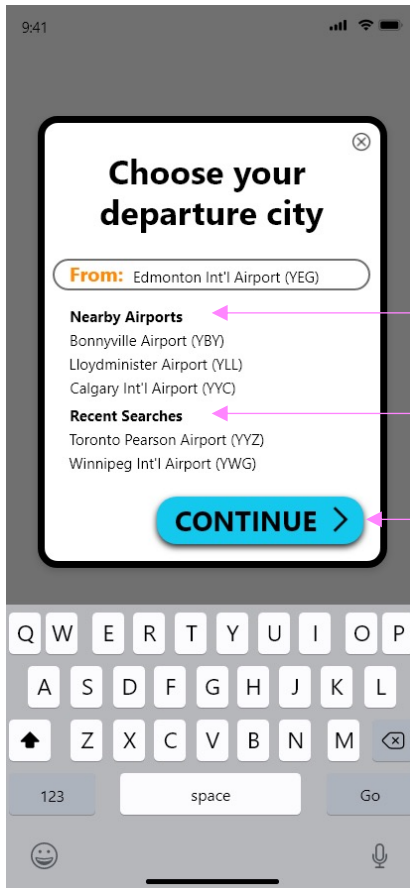 9:41
Choose your
departure city
From: Edmonton Int'l Airport (YEG)
Nearby Airports
Bonnyville Airport (YBY)
Lloydminister Airport (YLL)
Calgary Int'l Airport (YYC)
Recent Searches
Toronto Pearson Airport (YYZ)
Winnipeg Int'l Airport (YWG)
CONTINUE >
Q W E R T Y U I O P
A S D F G H J K L
Z X C V B N M
123 space Go